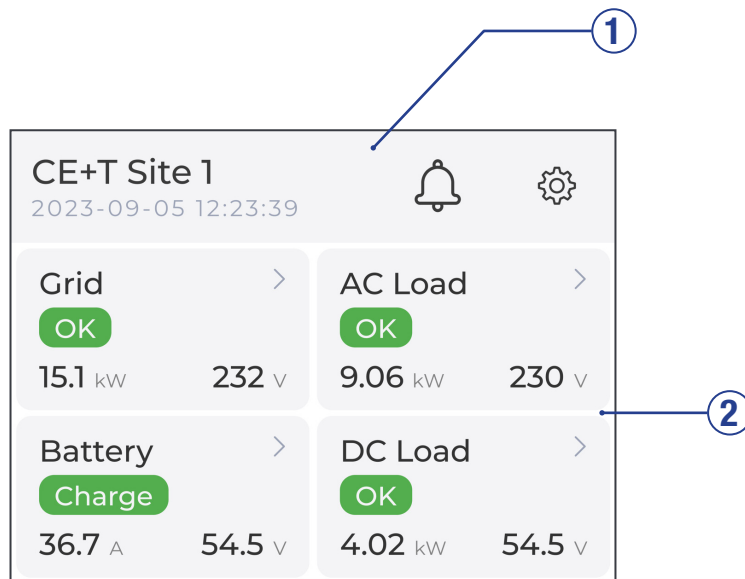 1
CE+T Site 1
2023-09-05 12:23:39
Grid
OK
15.1 kW 232 V
AC Load
OK
9.06 kW 230 V
2
Battery
Charge
36.7 A 54.5 V
DC Load
OK
4.02 kW 54.5 V